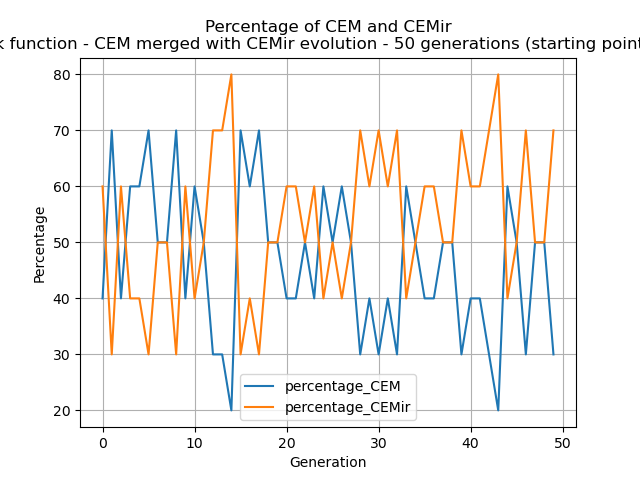 Percentage of CEM and CEMir
k function - CEM merged with CEMir evolution - 50 generations (starting point
80
70
60
50
40
30
20
Percentage
percentage_CEM
percentage_CEMir
0 10 20 30 40 50
Generation